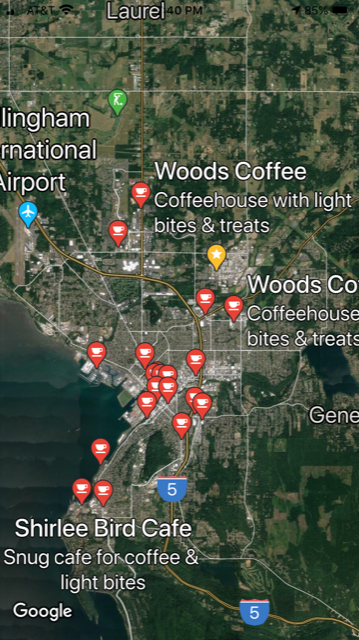 AT&T
Laurel
:40 PM
85%
llingham
rnational
Airport
Woods Coffee
Coffeehouse with light
bites & treats
Woods Co
Coffeehouse
bites & treats
Gene
5
Shirlee Bird Cafe
Snug cafe for coffee &
light bites
Google
5